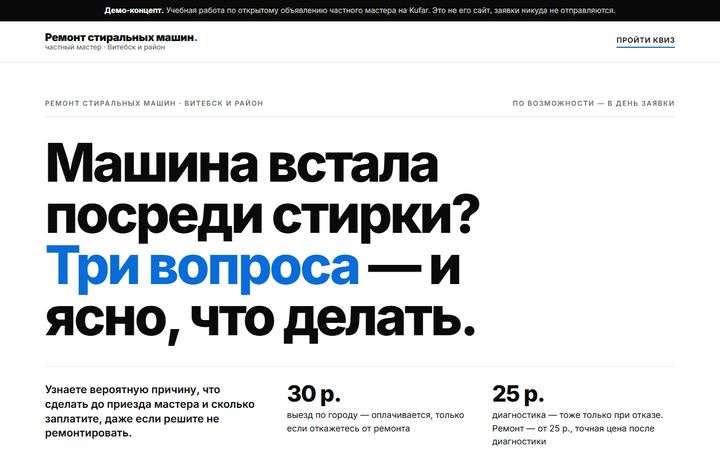 Демо-концепт. Учебная работа по открытому объявлению частного мастера на Kufar. Это не его сайт, заявки никуда не отправляются.
Ремонт стиральных машин.
частный мастер · Витебск и район
ПРОЙТИ КВИЗ
РЕМОНТ СТИРАЛЬНЫХ МАШИН · ВИТЕБСК И РАЙОН
ПО ВОЗМОЖНОСТИ — В ДЕНЬ ЗАЯВКИ
Машина встала
посреди стирки?
Три вопроса — и
ясно, что делать.
Узнаете вероятную причину, что
сделать до приезда мастера и сколько
заплатите, даже если решите не
ремонтировать.
30 р.
выезд по городу — оплачивается, только
если откажетесь от ремонта
25 р.
диагностика — тоже только при отказе.
Ремонт — от 25 р., точная цена после
диагностики